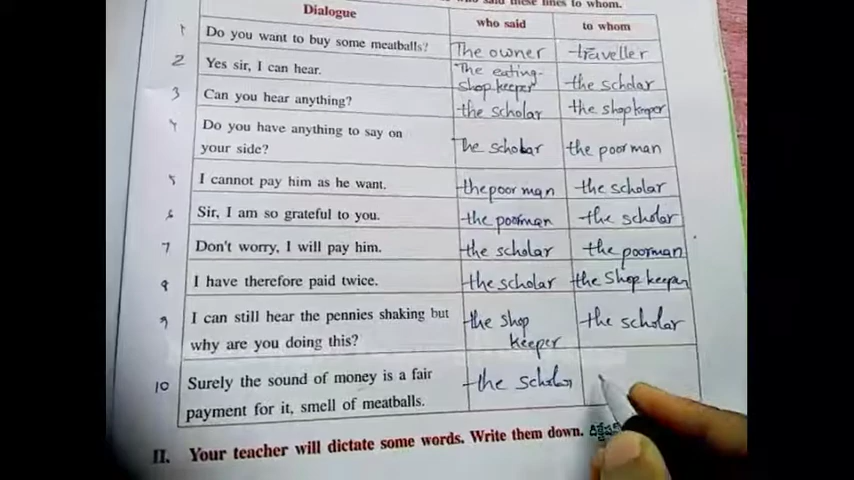 said these lines to whom.
Dialogue who said to whom
1 Do you want to buy some meatballs? The owner traveller
2 Yes sir, I can hear. The eating-
shop keeper the scholar
3 Can you hear anything? the scholar the shopkeeper
4 Do you have anything to say on
your side? The scholar the poor man
5 I cannot pay him as he want. the poor man the scholar
6 Sir, I am so grateful to you. the poorman the scholar
7 Don't worry, I will pay him. the scholar the poorman
8 I have therefore paid twice. the scholar the Shop keeper
9 I can still hear the pennies shaking but
why are you doing this? the shop
keeper the scholar
10 Surely the sound of money is a fair
payment for it, smell of meatballs. the scholar
II. Your teacher will dictate some words. Write them down.